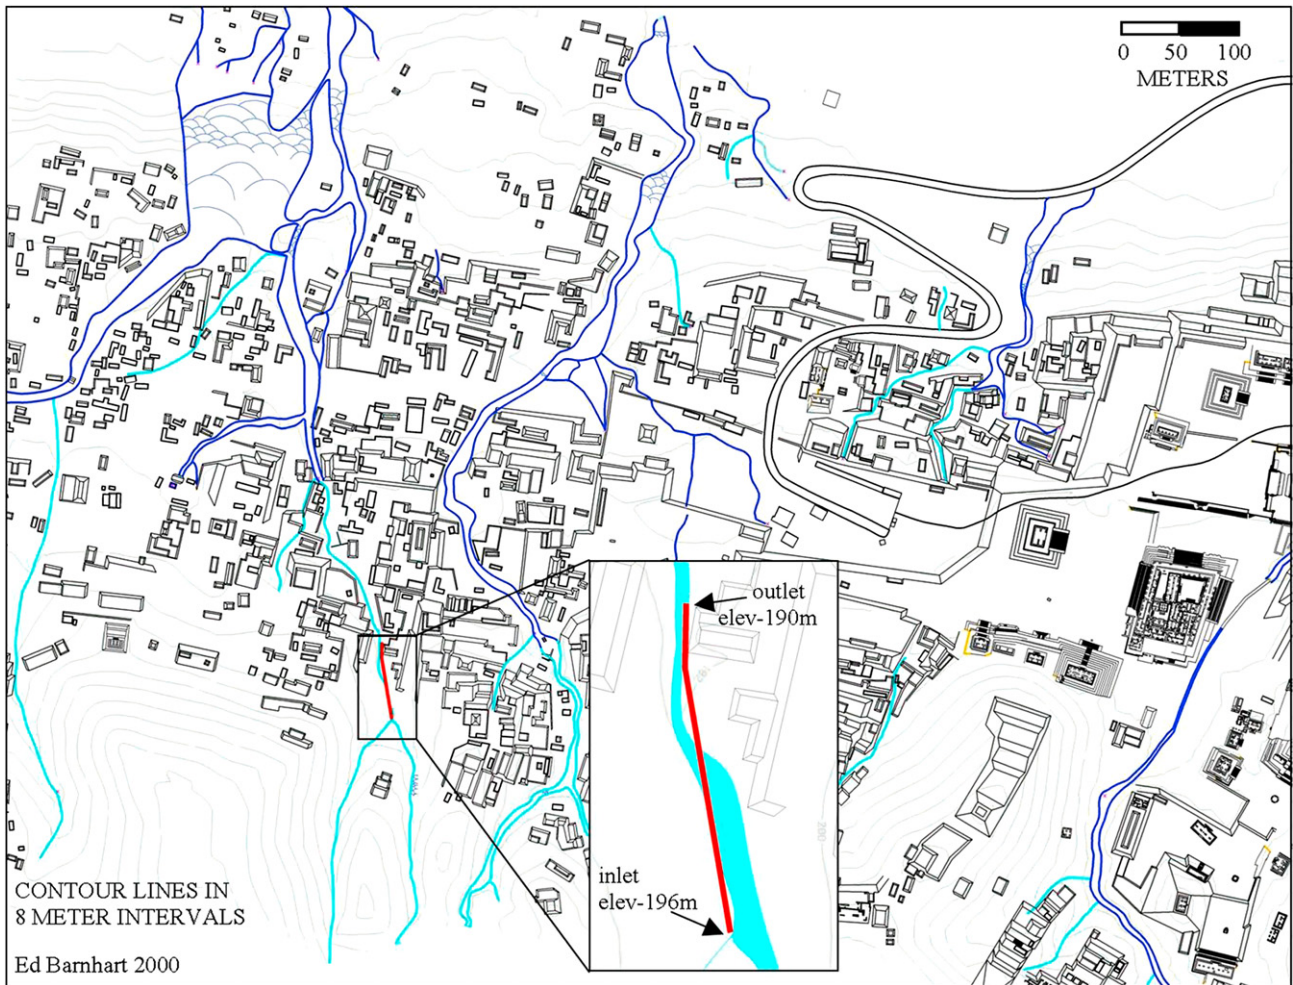 0 50 100
METERS
outlet
elev-190m
inlet
elev-196m
200
CONTOUR LINES IN
8 METER INTERVALS
Ed Barnhart 2000